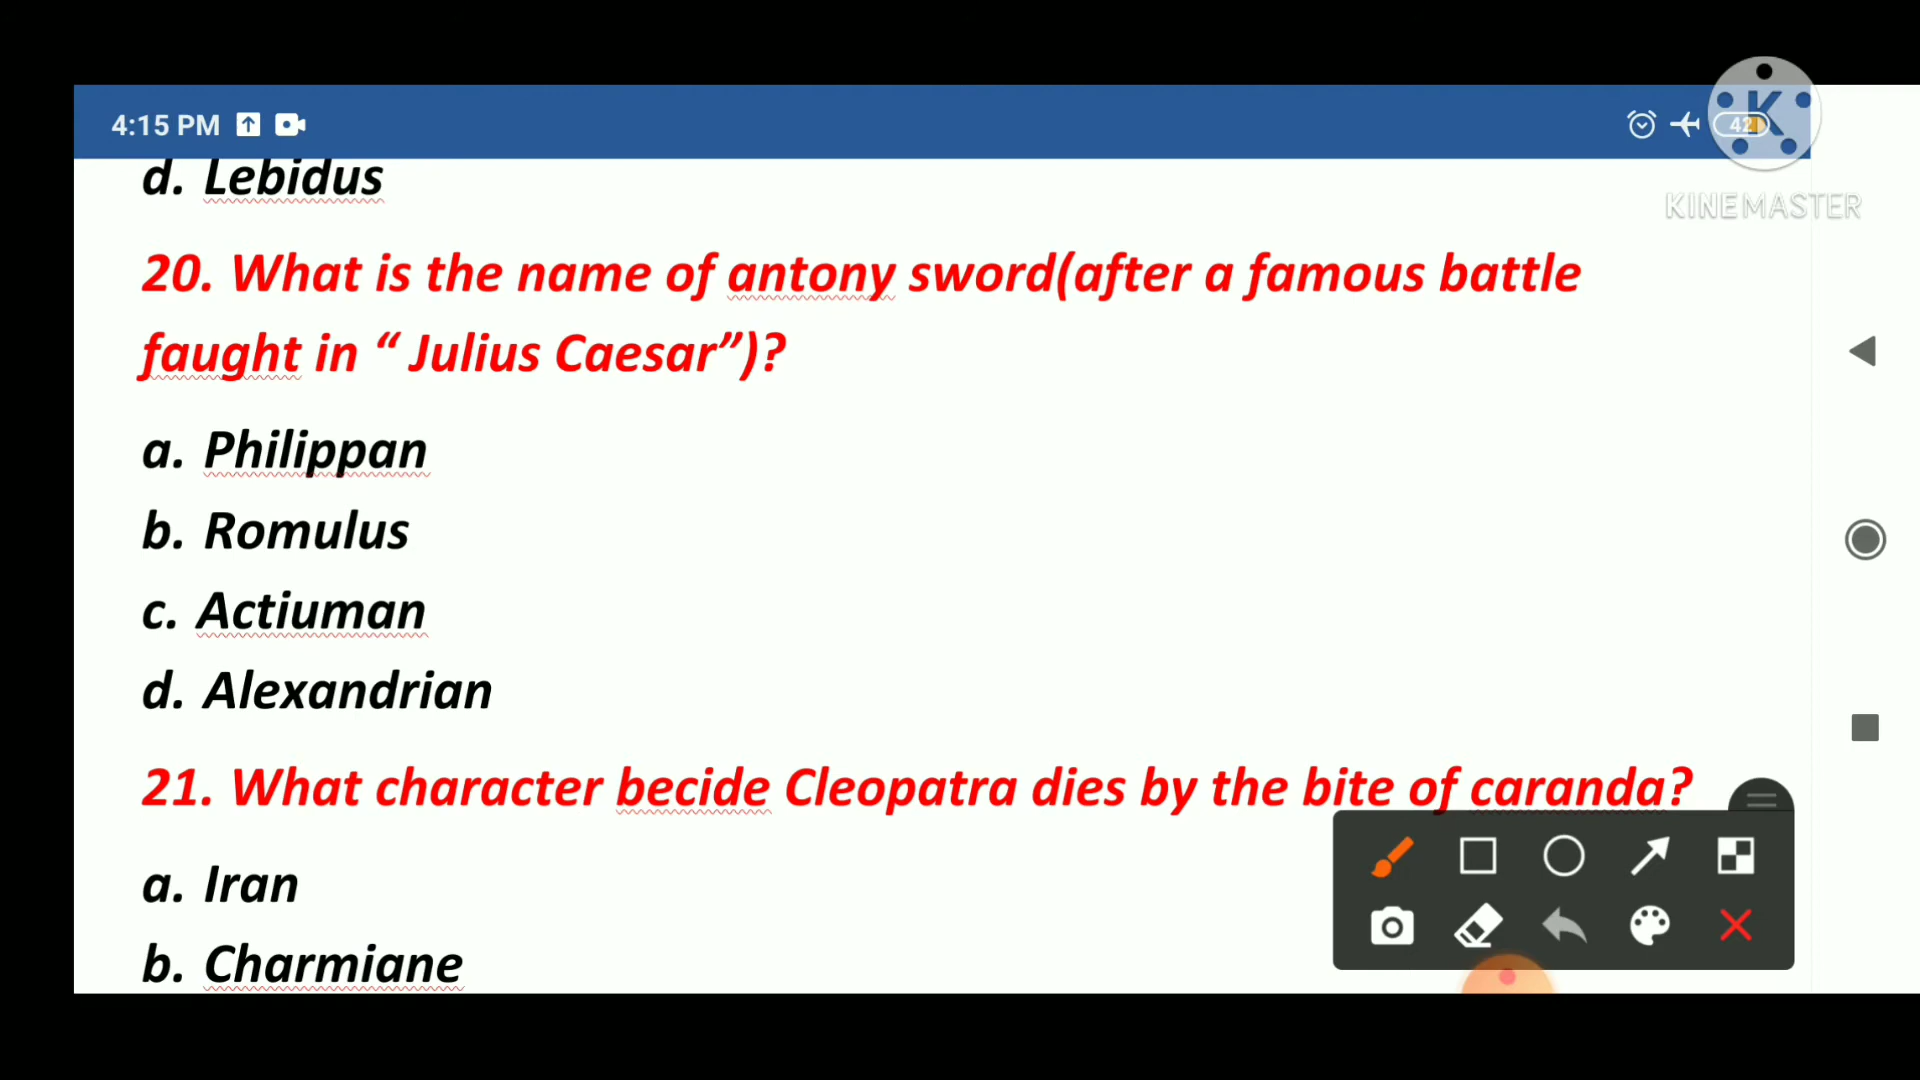 4:15 PM
42
K
KINEMASTER
d. Lebidus
20. What is the name of antony sword(after a famous battle
faught in “ Julius Caesar”)?
a. Philippan
b. Romulus
c. Actiuman
d. Alexandrian
21. What character becide Cleopatra dies by the bite of caranda?
a. Iran
b. Charmiane